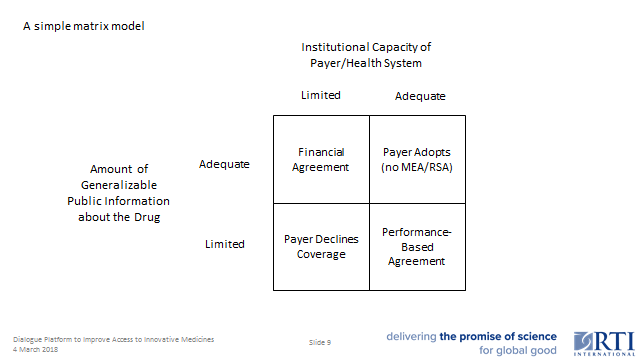 A simple matrix model
Institutional Capacity of
Payer/Health System
Limited
Adequate
Amount of
Generalizable
Public Information
about the Drug
Adequate
Financial
Agreement
Payer Adopts
(no MEA/RSA)
Limited
Payer Declines
Coverage
Performance-
Based
Agreement
Dialogue Platform to Improve Access to Innovative Medicines
4 March 2018
Slide 9
delivering the promise of science
for global good
RTI
INTERNATIONAL